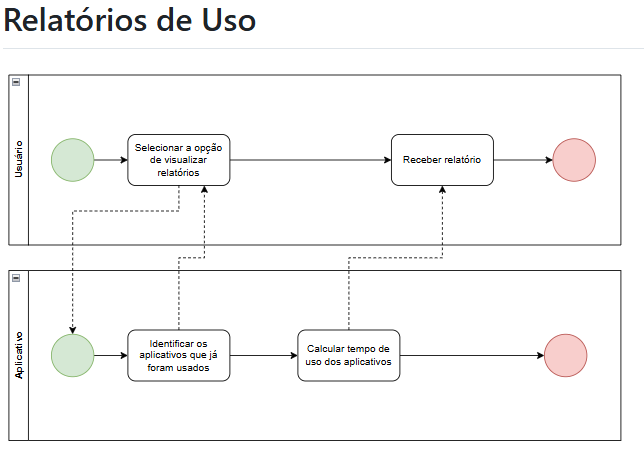 Relatórios de Uso
Usuário
Selecionar a opção
de visualizar
relatórios
Receber relatório
Aplicativo
Identificar os
aplicativos que já
foram usados
Calcular tempo de
uso dos aplicativos